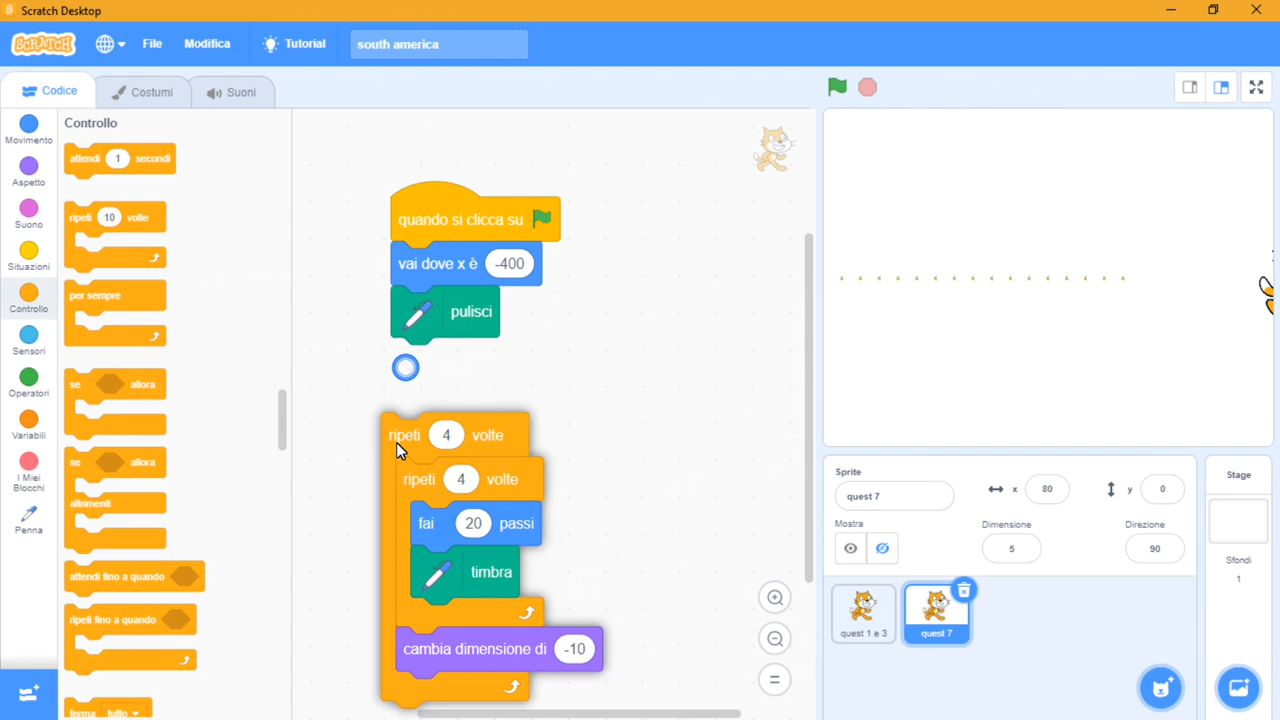 Scratch Desktop
SCRATCH File Modifica Tutorial south america
Codice Costumi Suoni
Movimento
Aspetto
Suono
Situazioni
Controllo
Sensori
Operatori
Variabili
I Miei
Blocchi
Penna
Controllo
attendi 1 secondi
ripeti 10 volte
per sempre
se allora
se allora
altrimenti
attendi fino a quando
ripeti fino a quando
ferma tutto
quando si clicca su
vai dove x è -400
pulisci
ripeti 4 volte
ripeti 4 volte
fai 20 passi
timbra
cambia dimensione di -10
Sprite
quest 7
x 80
y 0
Mostra
Dimensione
5
Direzione
90
quest 1 e 3
quest 7
Stage
Sfondi
1